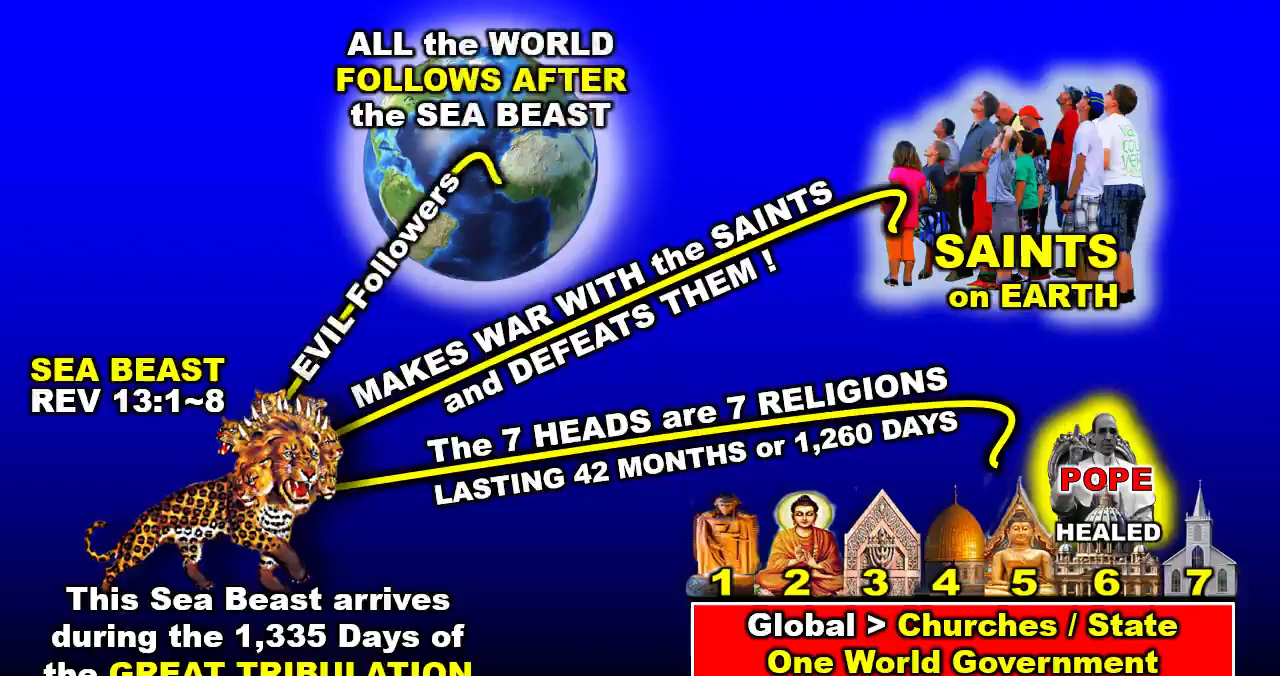 ALL the WORLD
FOLLOWS AFTER
the SEA BEAST
EVIL-Followers
MAKES WAR WITH the SAINTS
and DEFEATS THEM !
SAINTS
on EARTH
SEA BEAST
REV 13:1~8
The 7 HEADS are 7 RELIGIONS
LASTING 42 MONTHS or 1,260 DAYS
POPE
HEALED
1 2 3 4 5 6 7
This Sea Beast arrives
during the 1,335 Days of
the GREAT TRIBULATION
Global > Churches / State
One World Government